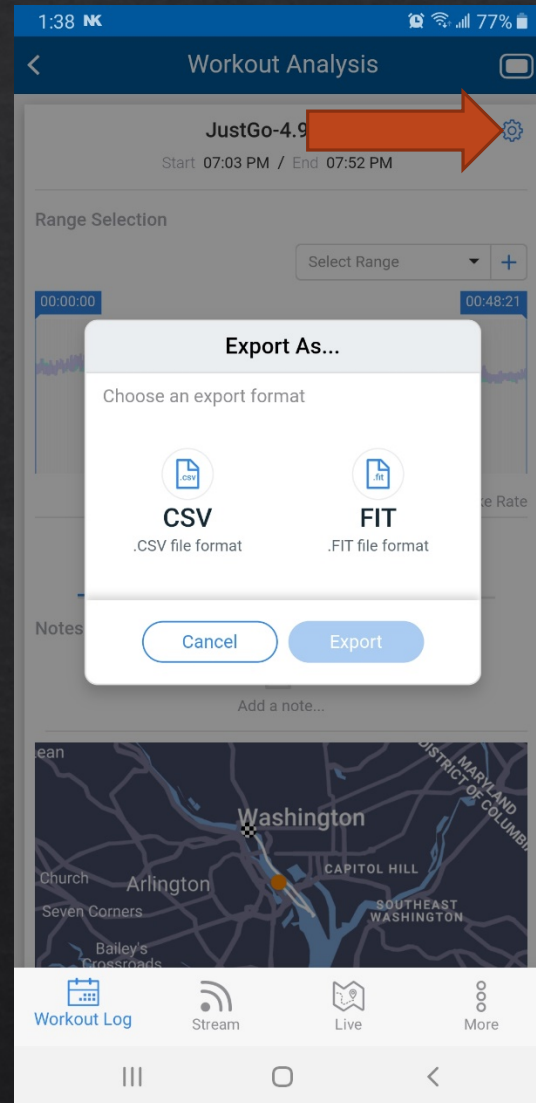 1:38 NK 77%
Workout Analysis
JustGo-4.9
Start 07:03 PM / End 07:52 PM
Range Selection
Select Range
00:00:00 00:48:21
Export As...
Choose an export format
.csv .fit
CSV FIT
.CSV file format .FIT file format
Rate
Notes
Cancel Export
Add a note...
ean
MARYLAND
DISTRICT OF COLUMBI
Washington
Church
Arlington
CAPITOL HILL
Seven Corners
SOUTHEAST
WASHINGTON
Bailey's
Crossroads
Workout Log Stream Live More